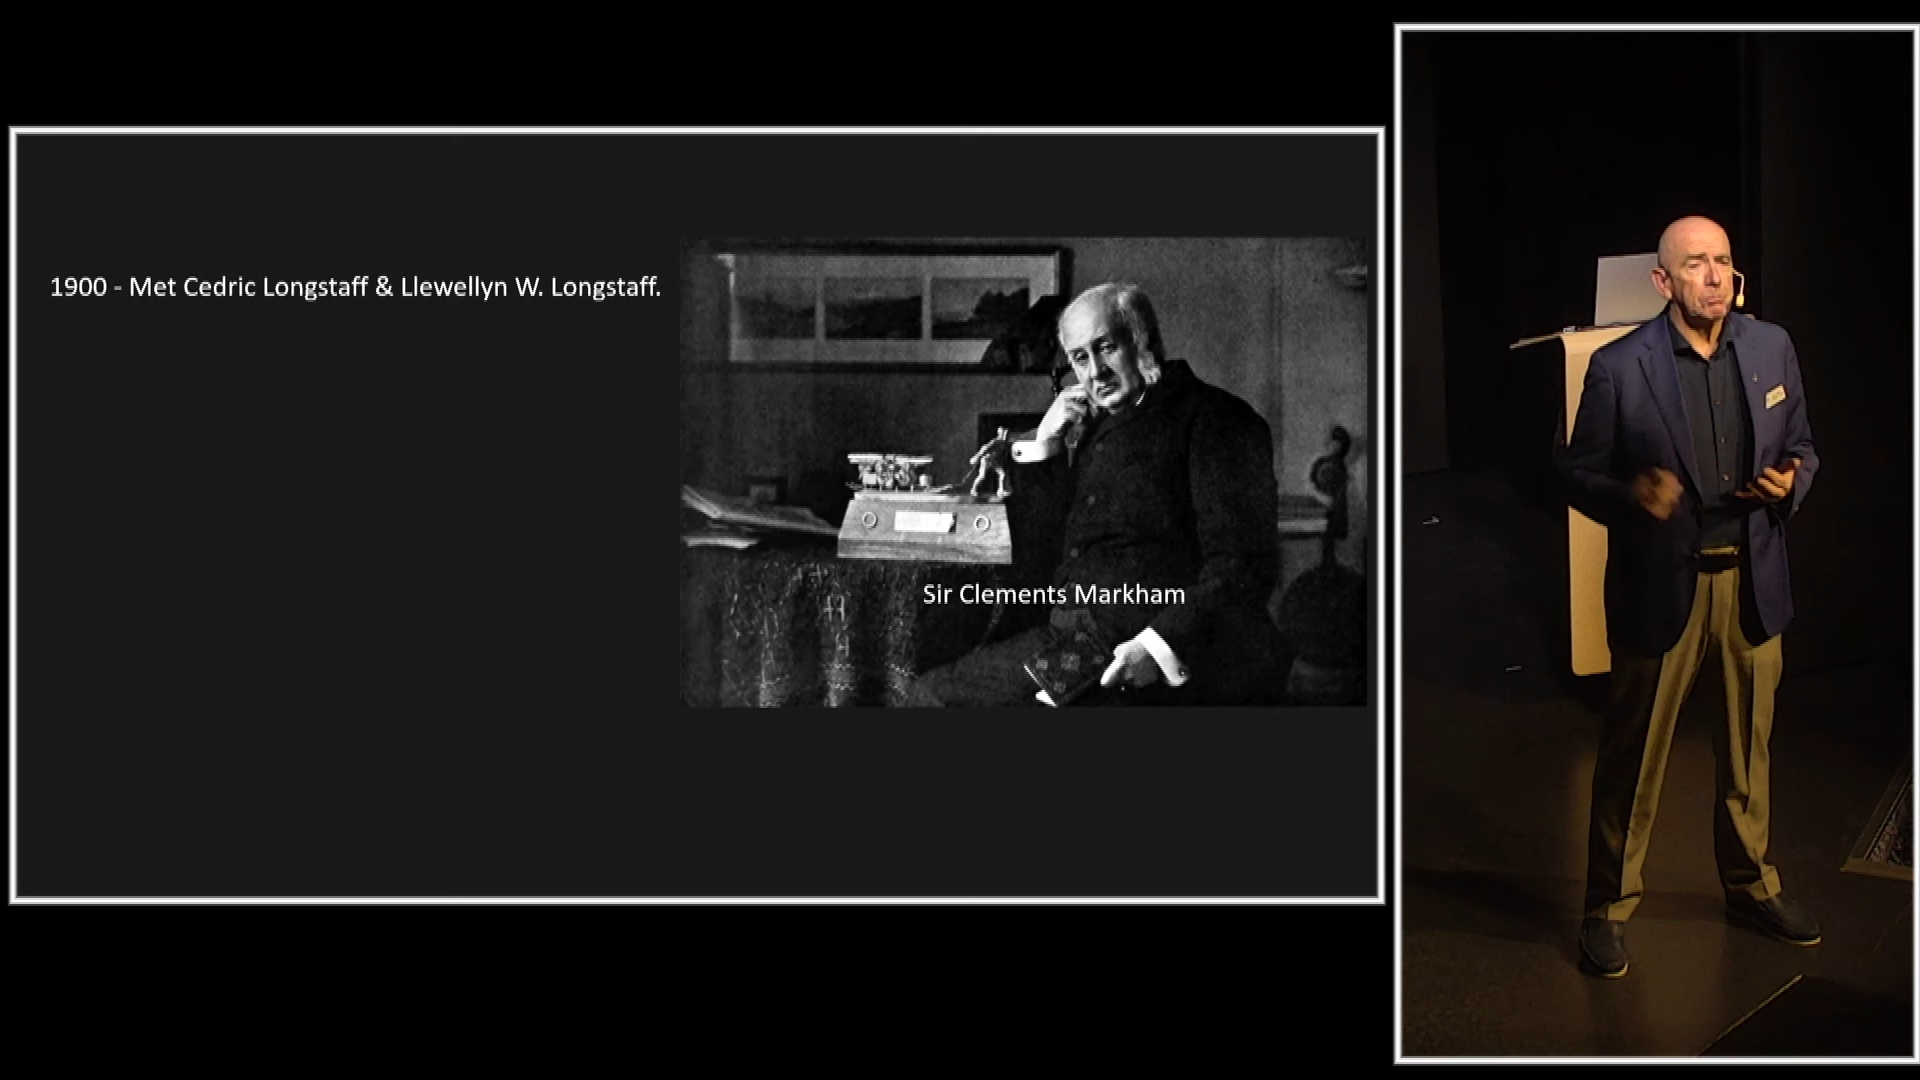 1900 - Met Cedric Longstaff & Llewellyn W. Longstaff.
Sir Clements Markham